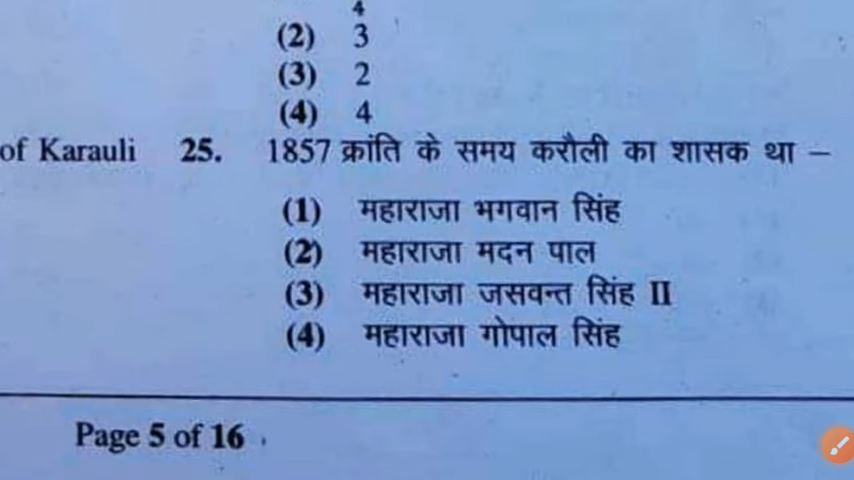 4
(2) 3
(3) 2
(4) 4
of Karauli 25. 1857 क्रांति के समय करौली का शासक था –
(1) महाराजा भगवान सिंह
(2) महाराजा मदन पाल
(3) महाराजा जसवन्त सिंह II
(4) महाराजा गोपाल सिंह
Page 5 of 16